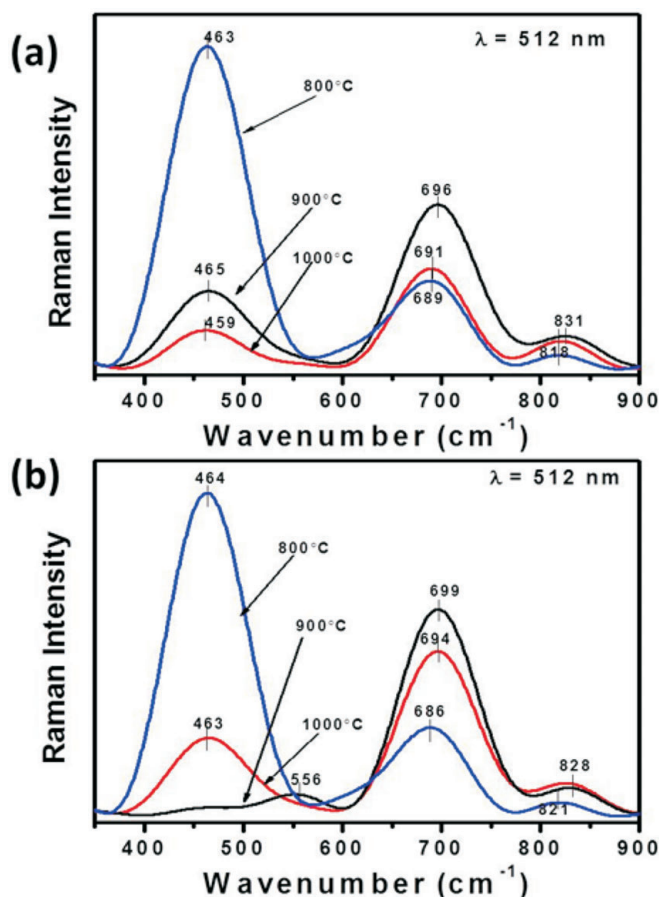 (a)
λ = 512 nm
463
800°C
900°C
1000°C
465
459
696
691
689
831
818
Raman Intensity
400 500 600 700 800 900
Wavenumber (cm⁻¹)
(b)
λ = 512 nm
464
800°C
900°C
1000°C
463
556
699
694
686
828
821
Raman Intensity
400 500 600 700 800 900
Wavenumber (cm⁻¹)